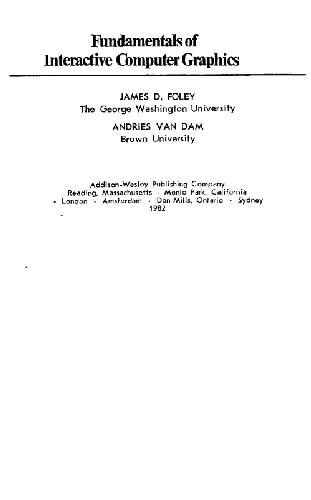 Fundamentals of
Interactive Computer Graphics
JAMES D. FOLEY
The George Washington University
ANDRIES VAN DAM
Brown University
Addison-Wesley Publishing Company
Reading, Massachusetts · Menlo Park, California
· London · Amsterdam · Don Mills, Ontario · Sydney
1982